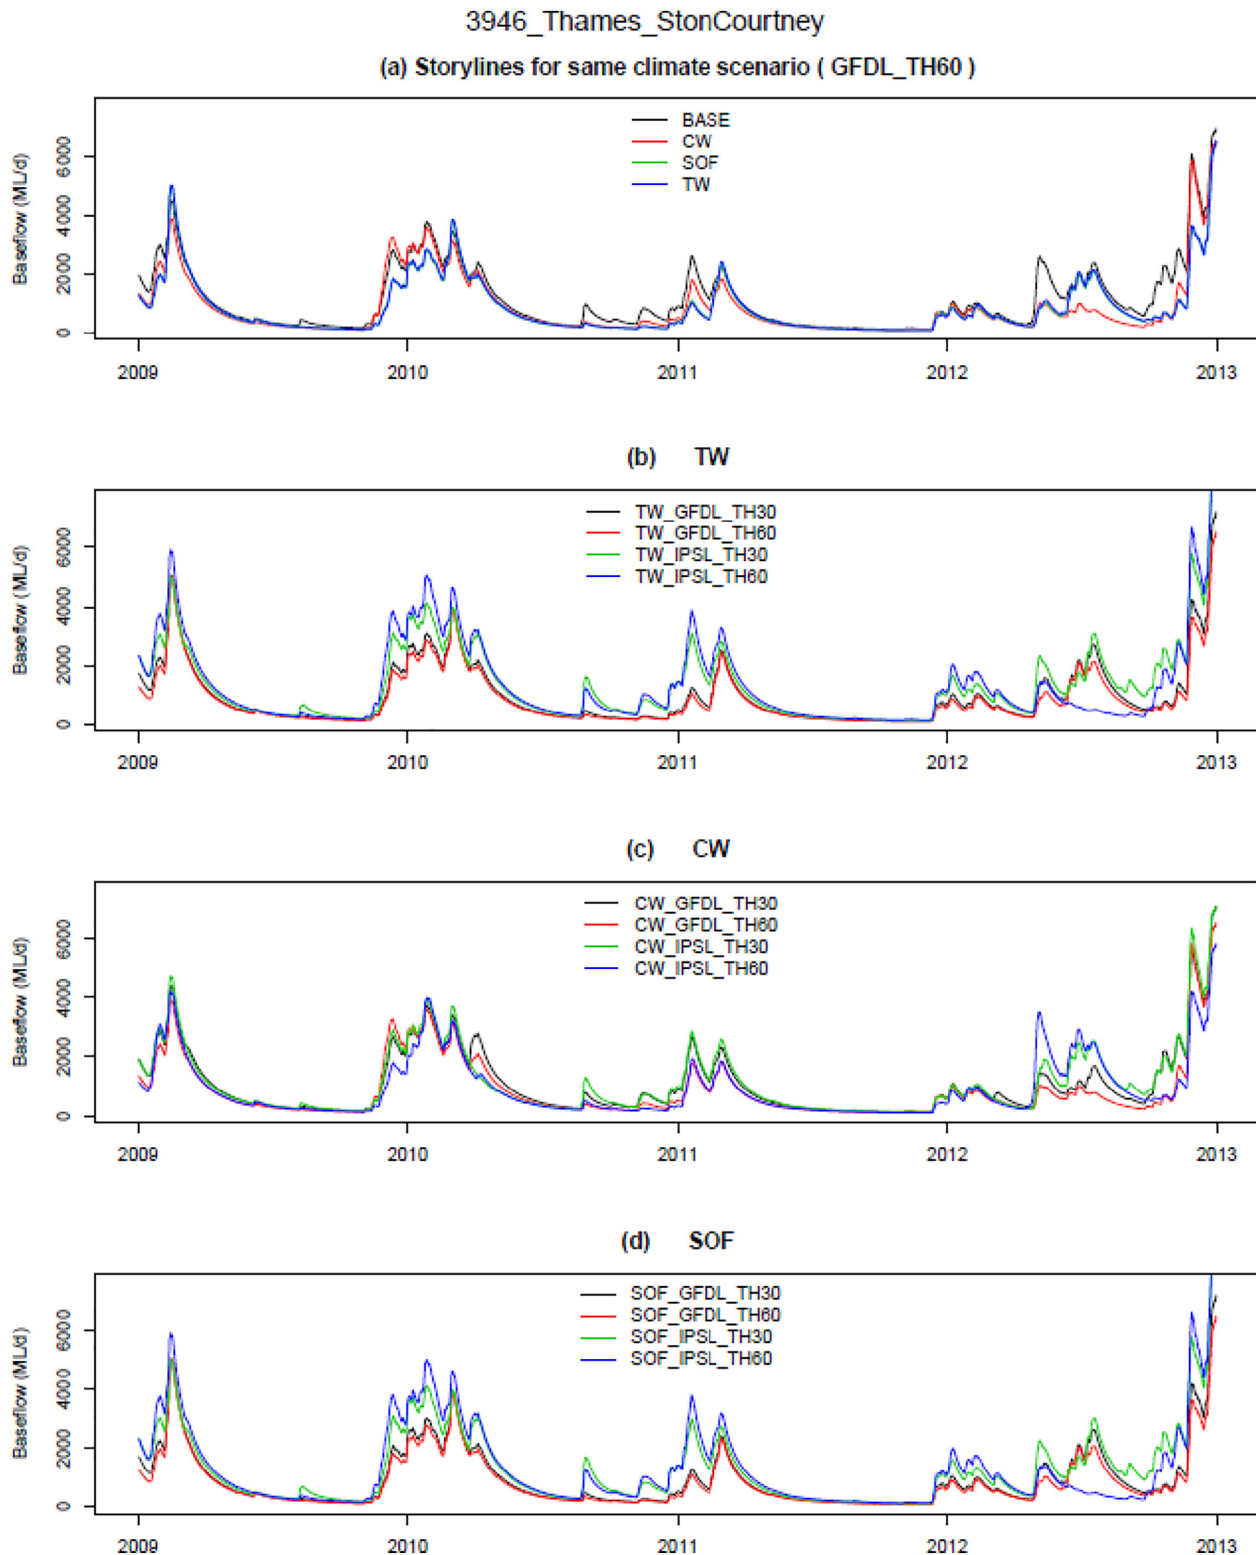 3946_Thames_StonCourtney
(a) Storylines for same climate scenario ( GFDL_TH60 )
Baseflow (ML/d)
0 2000 4000 6000
BASE
CW
SOF
TW
2009 2010 2011 2012 2013
(b) TW
Baseflow (ML/d)
0 2000 4000 6000
TW_GFDL_TH30
TW_GFDL_TH60
TW_IPSL_TH30
TW_IPSL_TH60
2009 2010 2011 2012 2013
(c) CW
Baseflow (ML/d)
0 2000 4000 6000
CW_GFDL_TH30
CW_GFDL_TH60
CW_IPSL_TH30
CW_IPSL_TH60
2009 2010 2011 2012 2013
(d) SOF
Baseflow (ML/d)
0 2000 4000 6000
SOF_GFDL_TH30
SOF_GFDL_TH60
SOF_IPSL_TH30
SOF_IPSL_TH60
2009 2010 2011 2012 2013